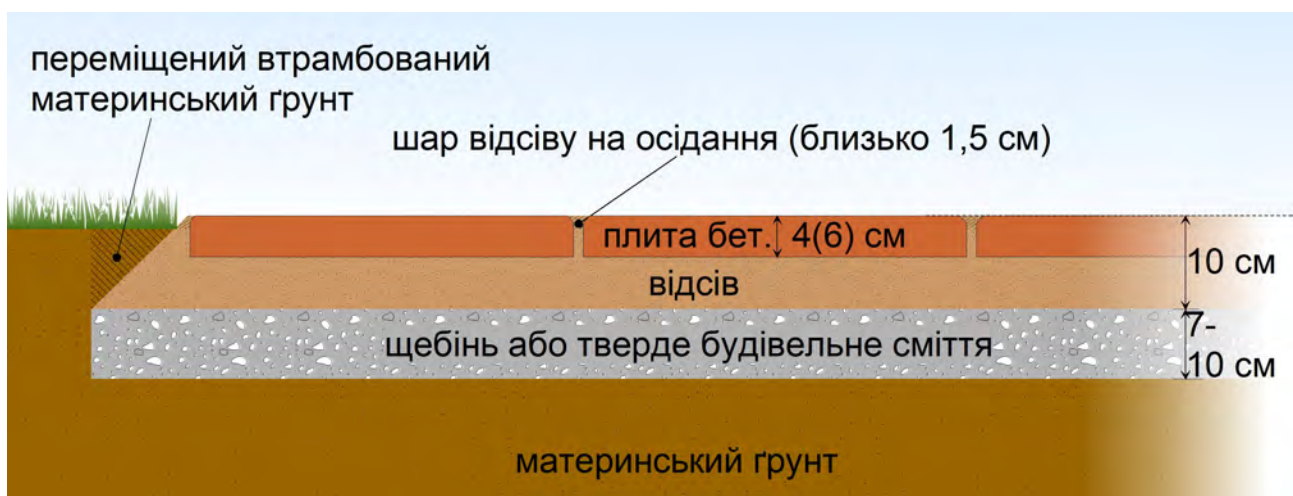 переміщений втрамбований
материнський ґрунт
шар відсіву на осідання (близько 1,5 см)
плита бет. 4(6) см
10 см
відсів
7-
щебінь або тверде будівельне сміття
10 см
материнський ґрунт